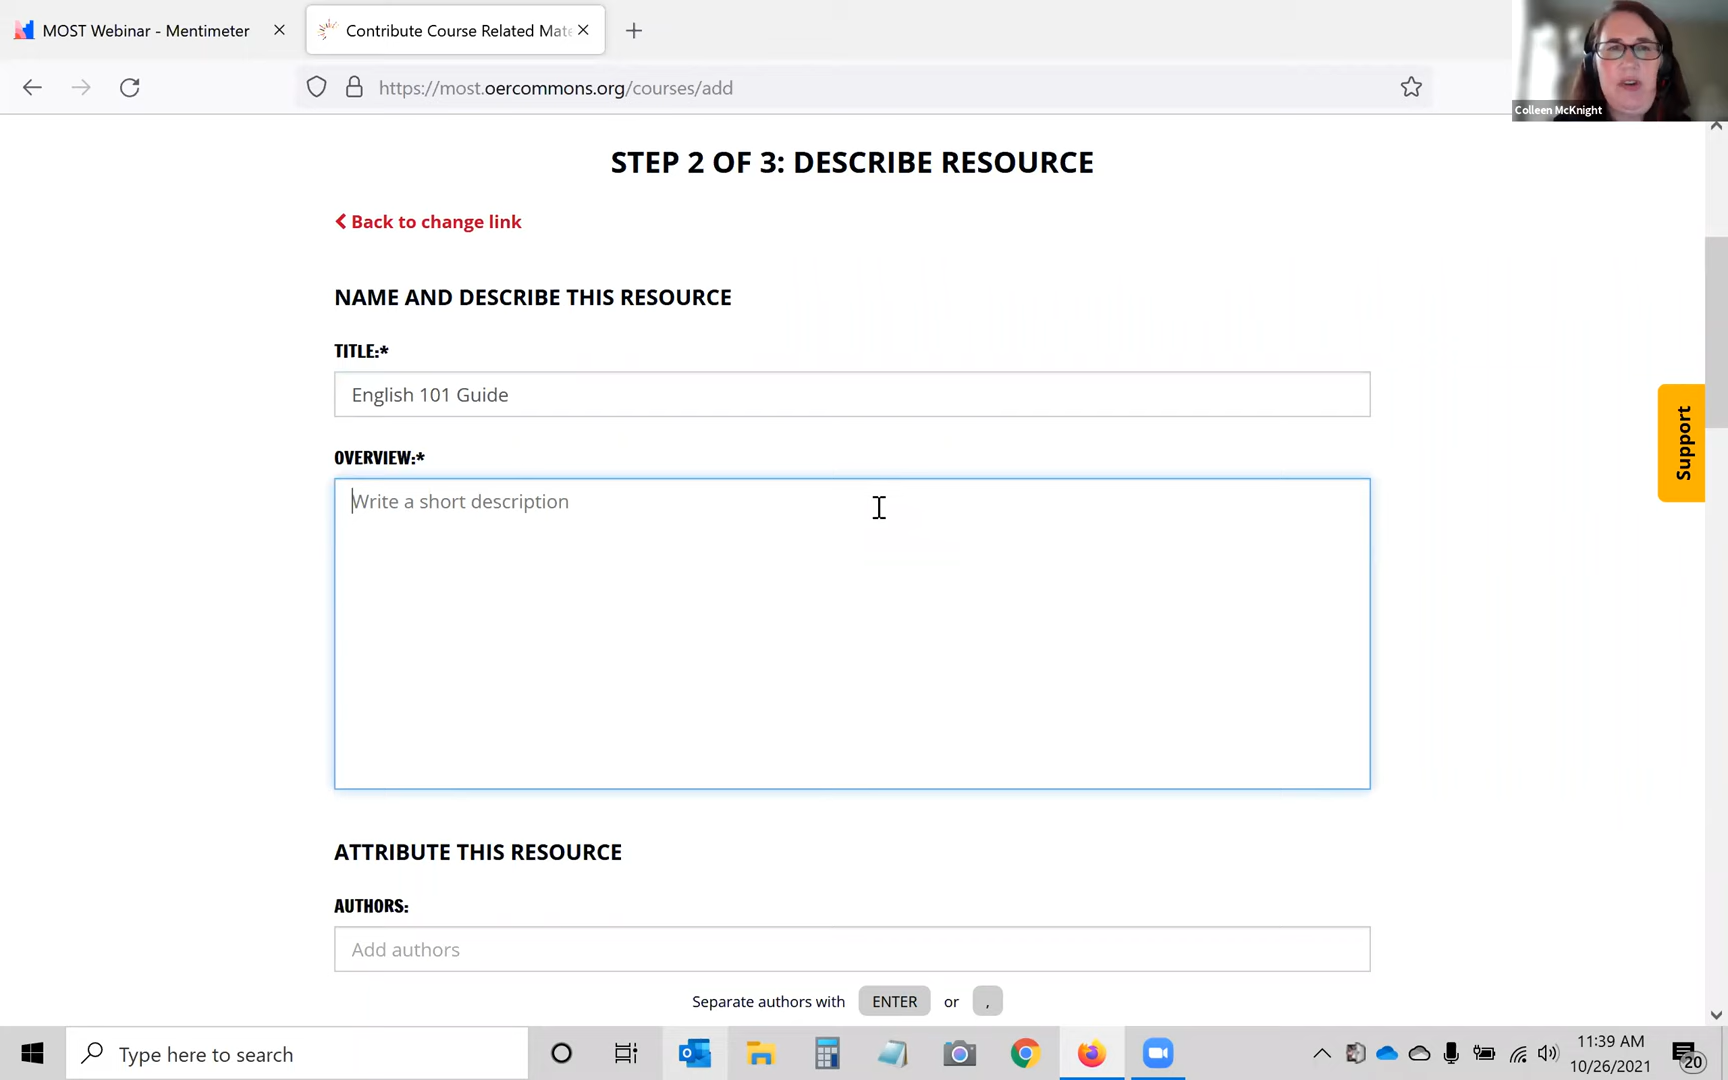 MOST Webinar - Mentimeter
Contribute Course Related Mate
https://most.oercommons.org/courses/add
Colleen McKnight
STEP 2 OF 3: DESCRIBE RESOURCE
Back to change link
NAME AND DESCRIBE THIS RESOURCE
TITLE:*
English 101 Guide
OVERVIEW:*
Write a short description
Support
ATTRIBUTE THIS RESOURCE
AUTHORS:
Add authors
Separate authors with ENTER or ,
Type here to search
11:39 AM
10/26/2021
20